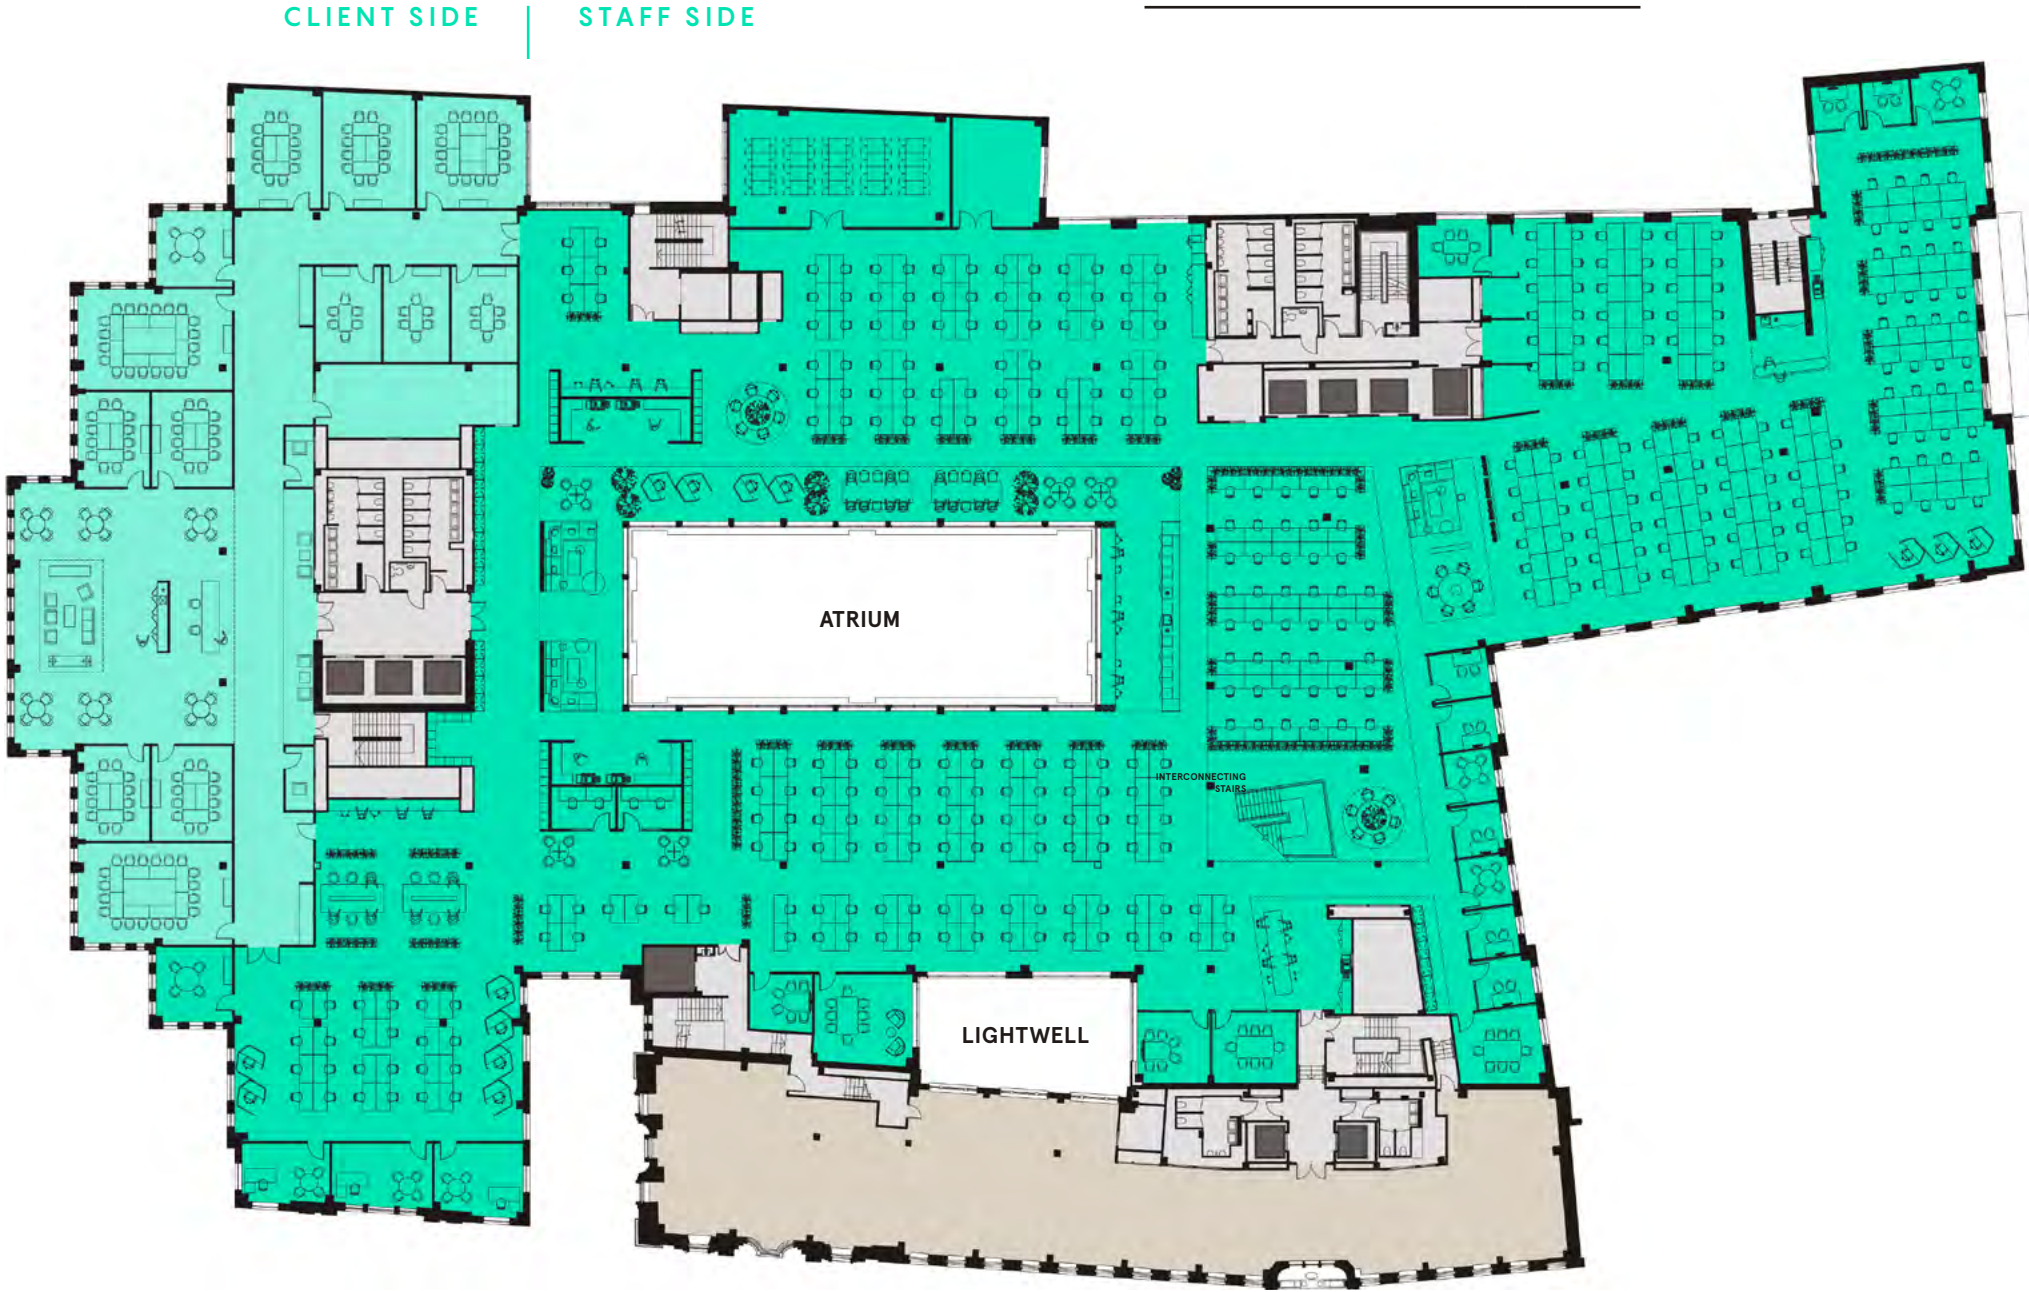 CLIENT SIDE
STAFF SIDE
ATRIUM
INTERCONNECTING
STAIRS
LIGHTWELL